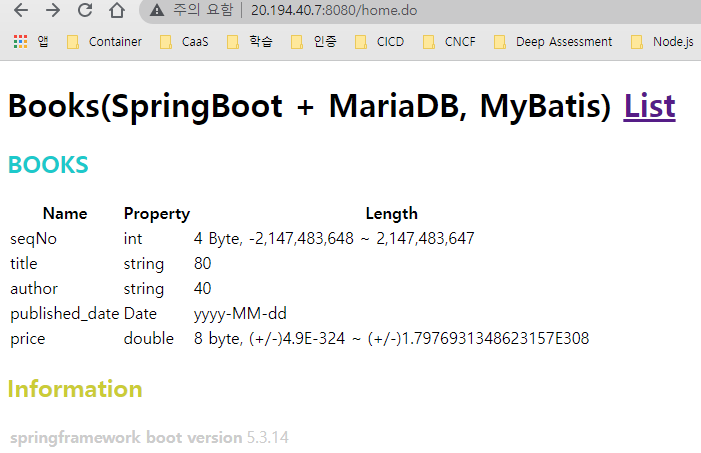 주의 요함 20.194.40.7:8080/home.do
앱 Container CaaS 학습 인증 CICD CNCF Deep Assessment Node.js
Books(SpringBoot + MariaDB, MyBatis) List
BOOKS
Name Property Length
seqNo int 4 Byte, -2,147,483,648 ~ 2,147,483,647
title string 80
author string 40
published_date Date yyyy-MM-dd
price double 8 byte, (+/-)4.9E-324 ~ (+/-)1.7976931348623157E308
Information
springframework boot version 5.3.14